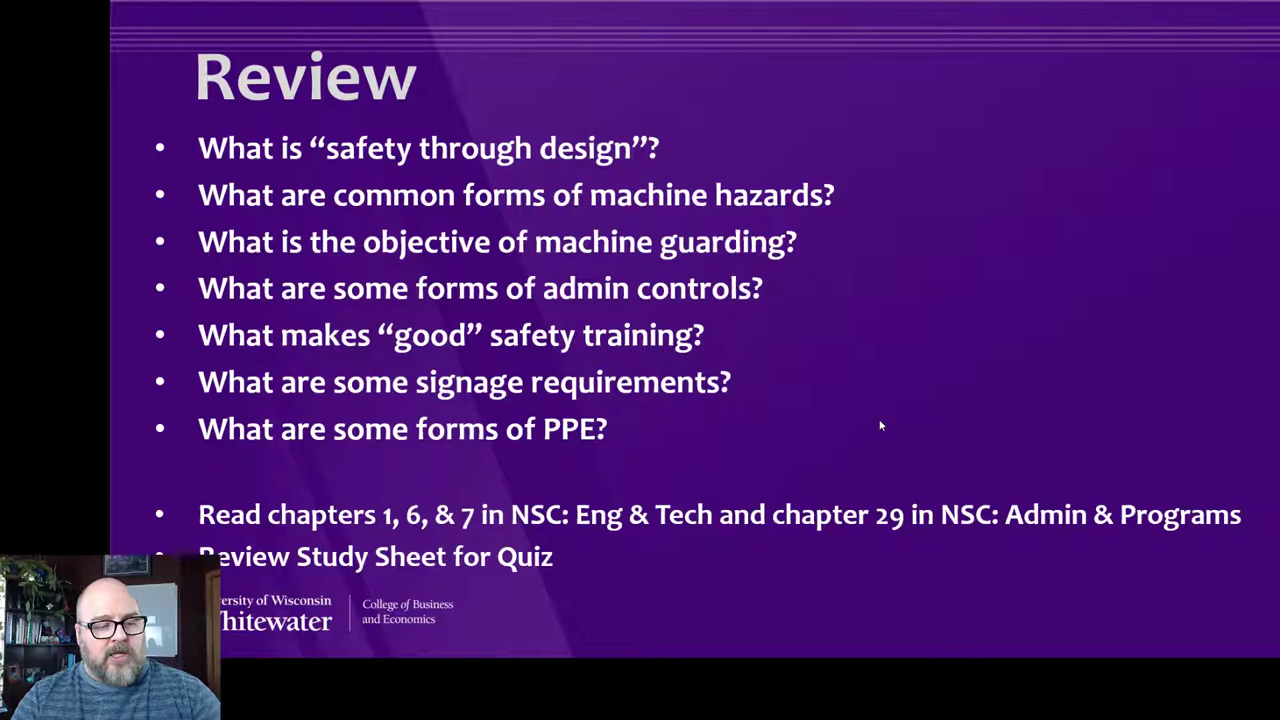 Review
• What is “safety through design”?
• What are common forms of machine hazards?
• What is the objective of machine guarding?
• What are some forms of admin controls?
• What makes “good” safety training?
• What are some signage requirements?
• What are some forms of PPE?
• Read chapters 1, 6, & 7 in NSC: Eng & Tech and chapter 29 in NSC: Admin & Programs
• Review Study Sheet for Quiz
of Wisconsin
Whitewater
College of Business
and Economics